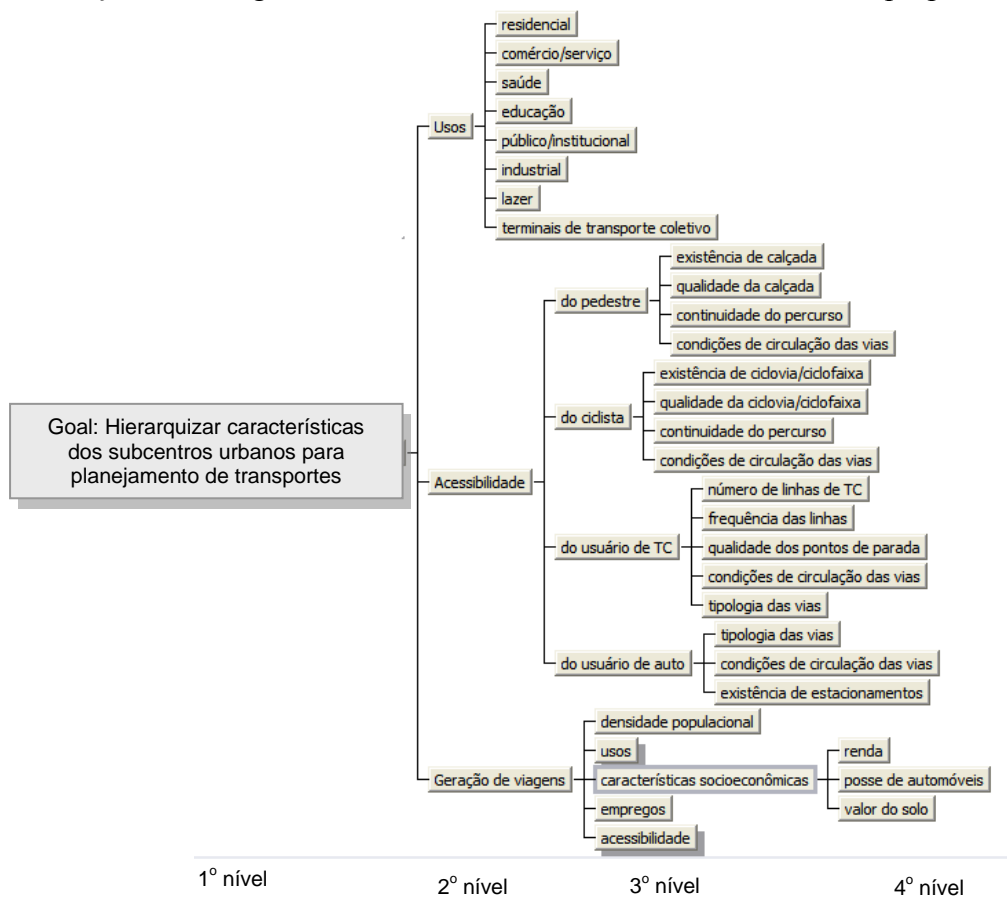 residencial
comércio/serviço
saúde
educação
Usos
público/institucional
industrial
lazer
terminais de transporte coletivo
existência de calçada
qualidade da calçada
do pedestre
continuidade do percurso
condições de circulação das vias
existência de ciclovia/ciclofaixa
qualidade da ciclovia/ciclofaixa
do ciclista
continuidade do percurso
condições de circulação das vias
Goal: Hierarquizar características
dos subcentros urbanos para
planejamento de transportes
Acessibilidade
número de linhas de TC
frequência das linhas
do usuário de TC
qualidade dos pontos de parada
condições de circulação das vias
tipologia das vias
tipologia das vias
do usuário de auto
condições de circulação das vias
existência de estacionamentos
densidade populacional
usos
Geração de viagens
características socioeconômicas
renda
posse de automóveis
valor do solo
empregos
acessibilidade
1º nível
2º nível
3º nível
4º nível